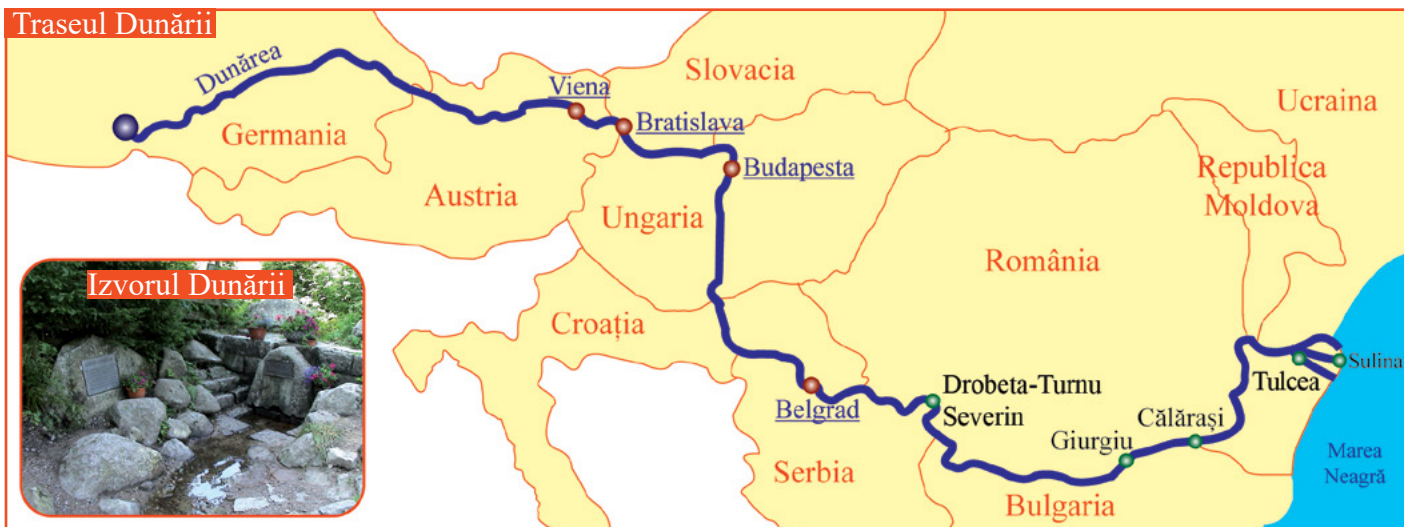 Traseul Dunării
Dunărea
Germania
Austria
Viena
Bratislava
Slovacia
Budapesta
Ungaria
Ucraina
Republica
Moldova
România
Izvorul Dunării
Croația
Belgrad
Serbia
Drobeta-Turnu
Severin
Giurgiu
Călărași
Bulgaria
Tulcea
Sulina
Marea
Neagră